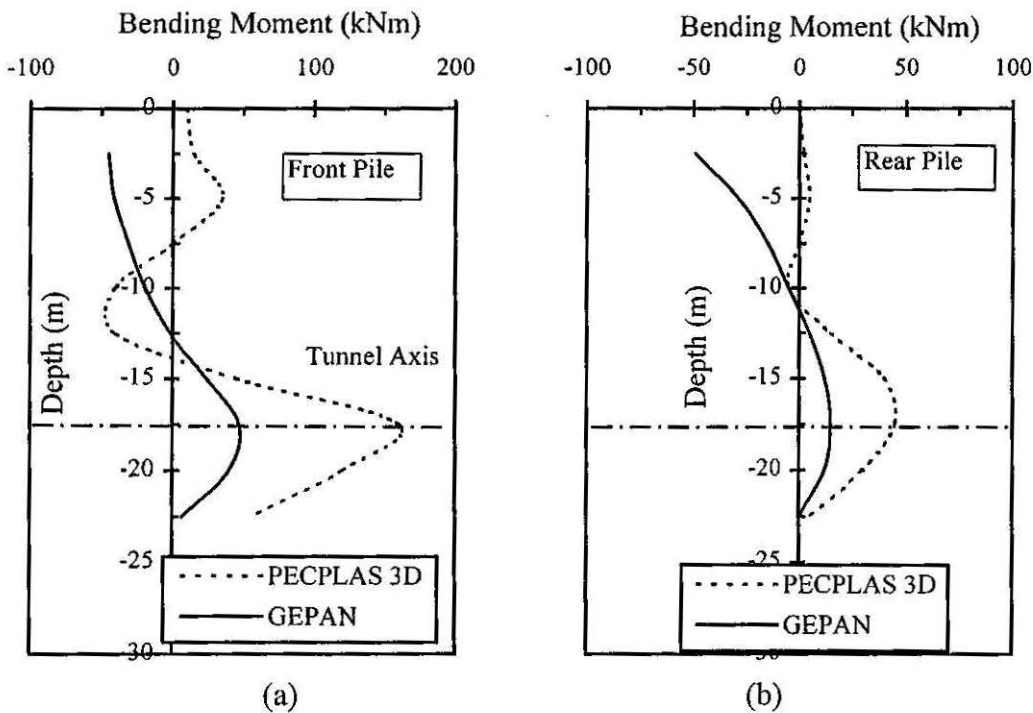 Bending Moment (kNm)
-100 0 100 200
0
-5
-10
-15
-20
-25
-30
Depth (m)
Front Pile
Tunnel Axis
PECPLAS 3D
GEPAN
(a)
Bending Moment (kNm)
-100 -50 0 50 100
0
-5
-10
-15
-20
-25
Depth (m)
Rear Pile
PECPLAS 3D
GEPAN
(b)